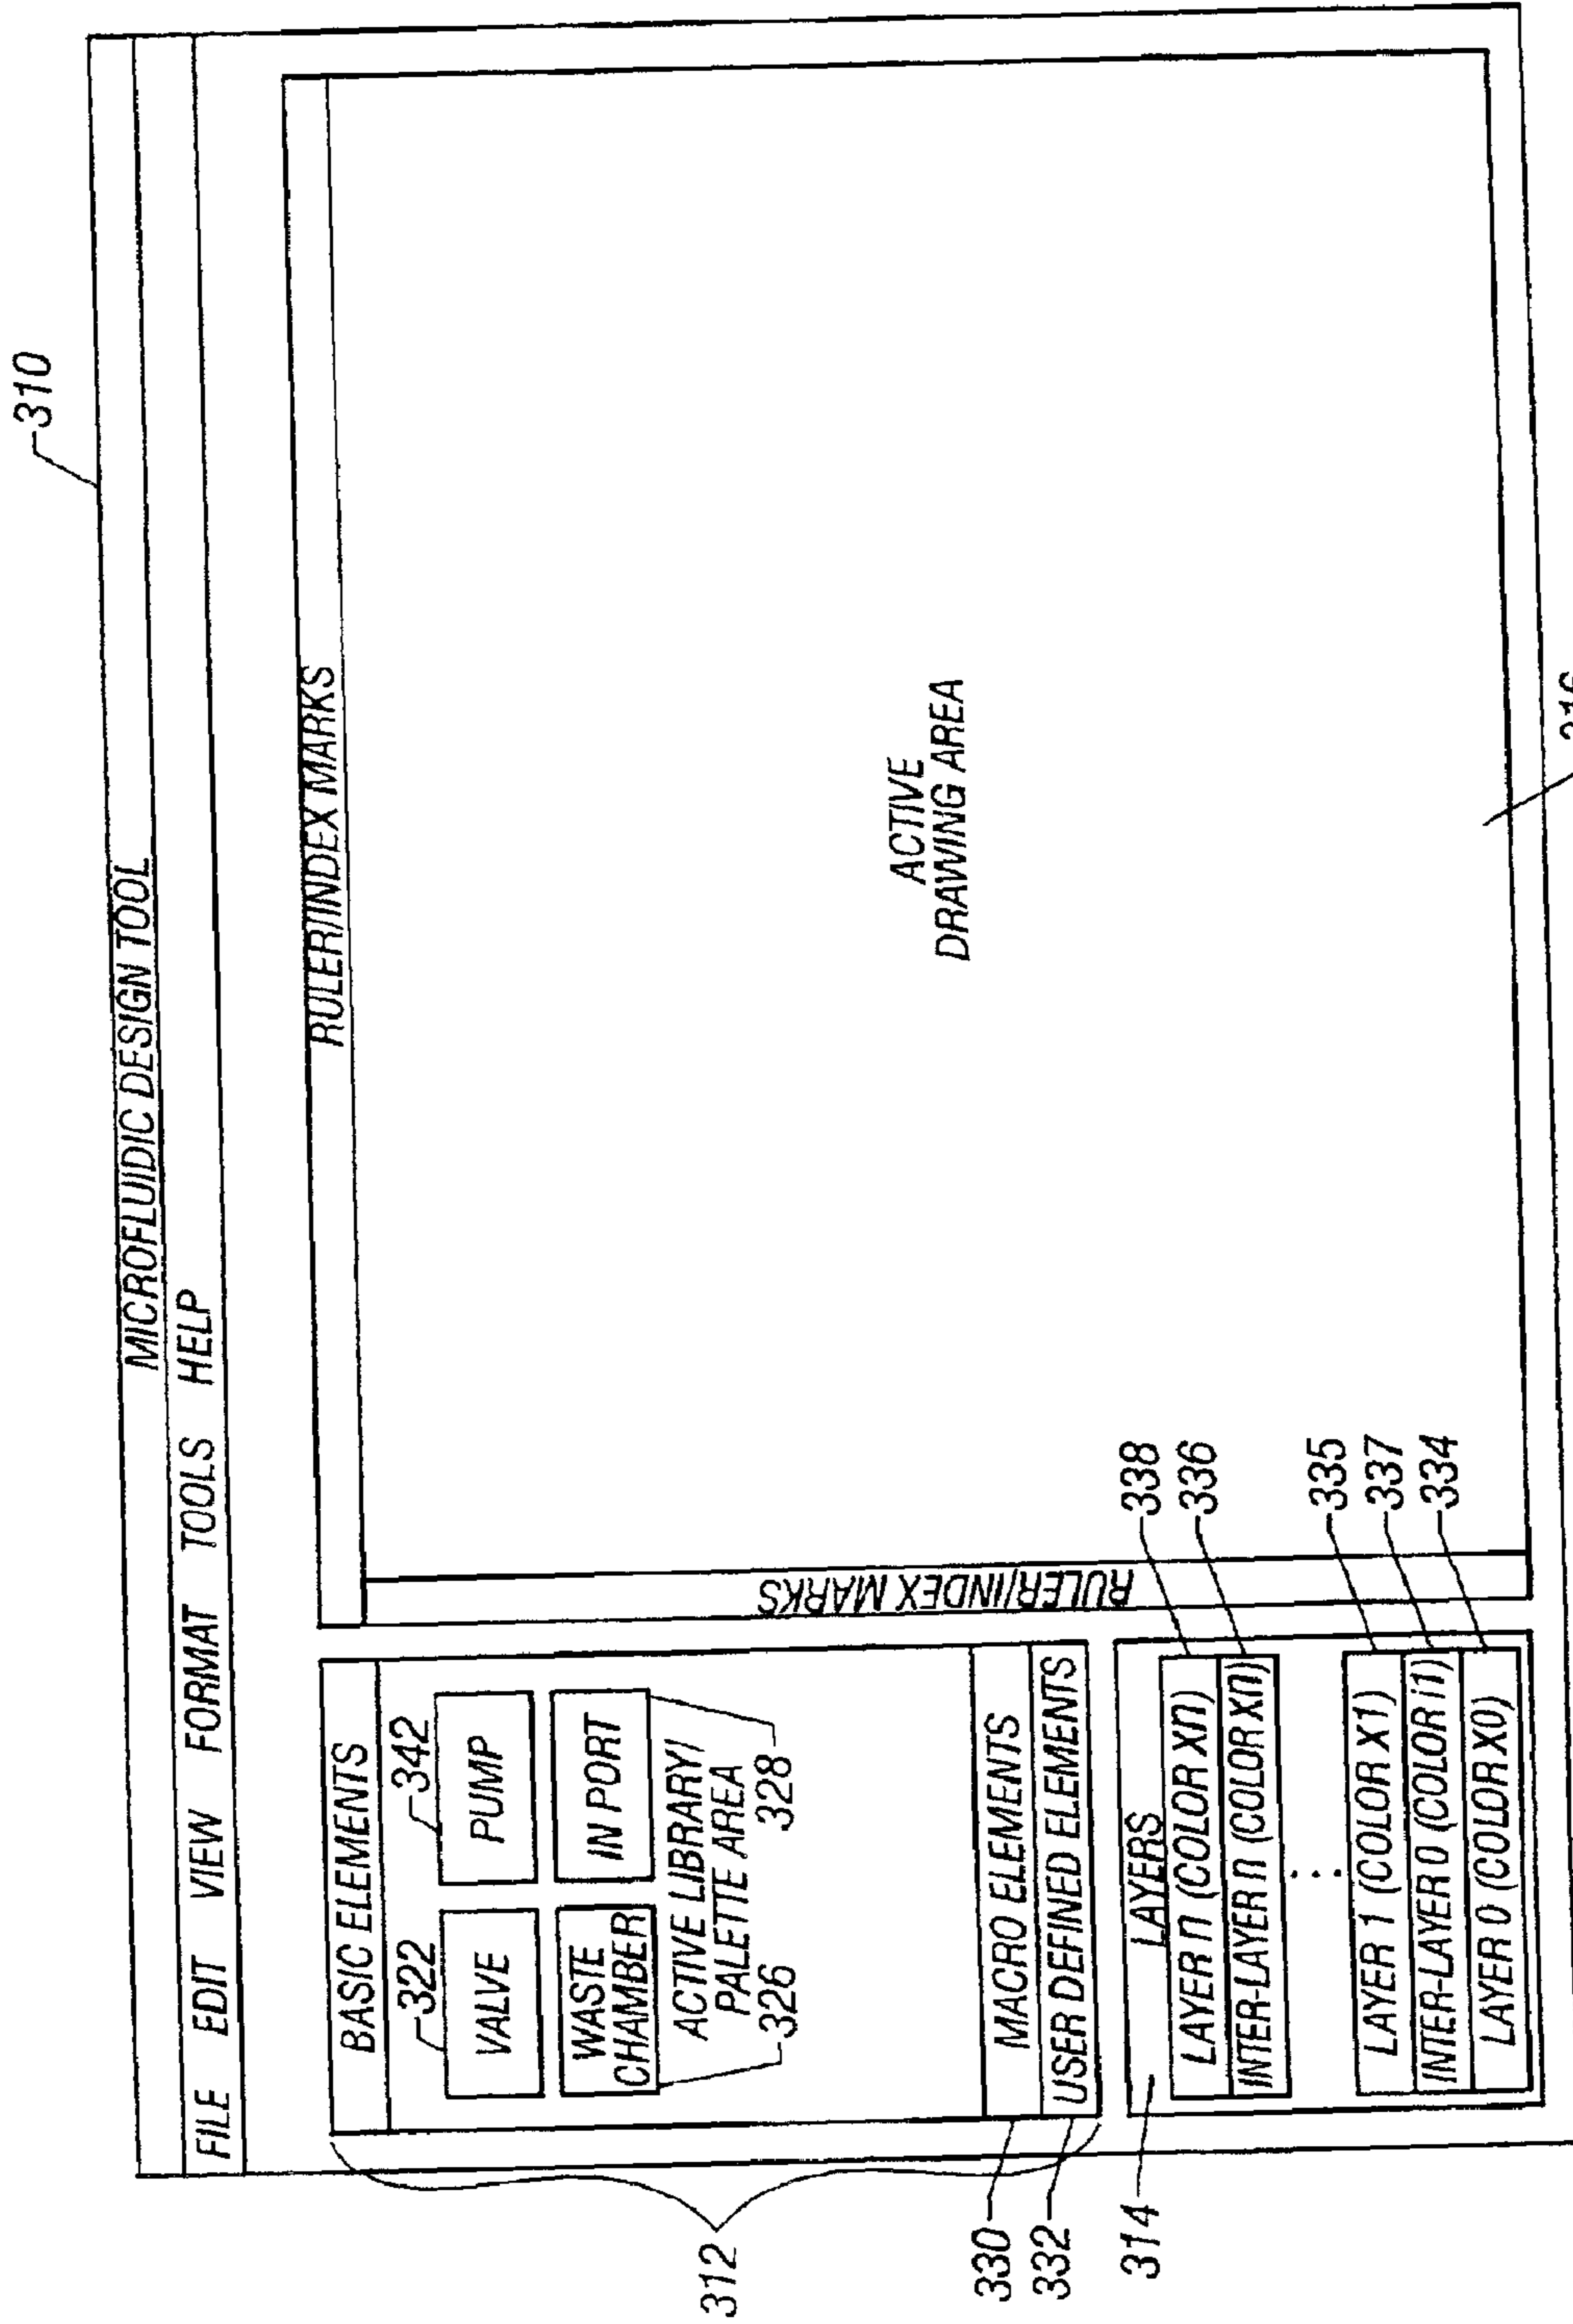 310
MICROFLUIDIC DESIGN TOOL
FILE EDIT VIEW FORMAT TOOLS HELP
RULER/INDEX MARKS
BASIC ELEMENTS
322
342
VALVE
PUMP
WASTE
CHAMBER
IN PORT
ACTIVE LIBRARY/
PALETTE AREA
326
328
312
MACRO ELEMENTS
330
USER DEFINED ELEMENTS
332
RULER/INDEX MARKS
ACTIVE
DRAWING AREA
314
LAYERS
LAYER n (COLOR Xn)
338
INTER-LAYER n (COLOR Xn)
336
...
LAYER 1 (COLOR X1)
335
INTER-LAYER 0 (COLOR i1)
337
LAYER 0 (COLOR X0)
334